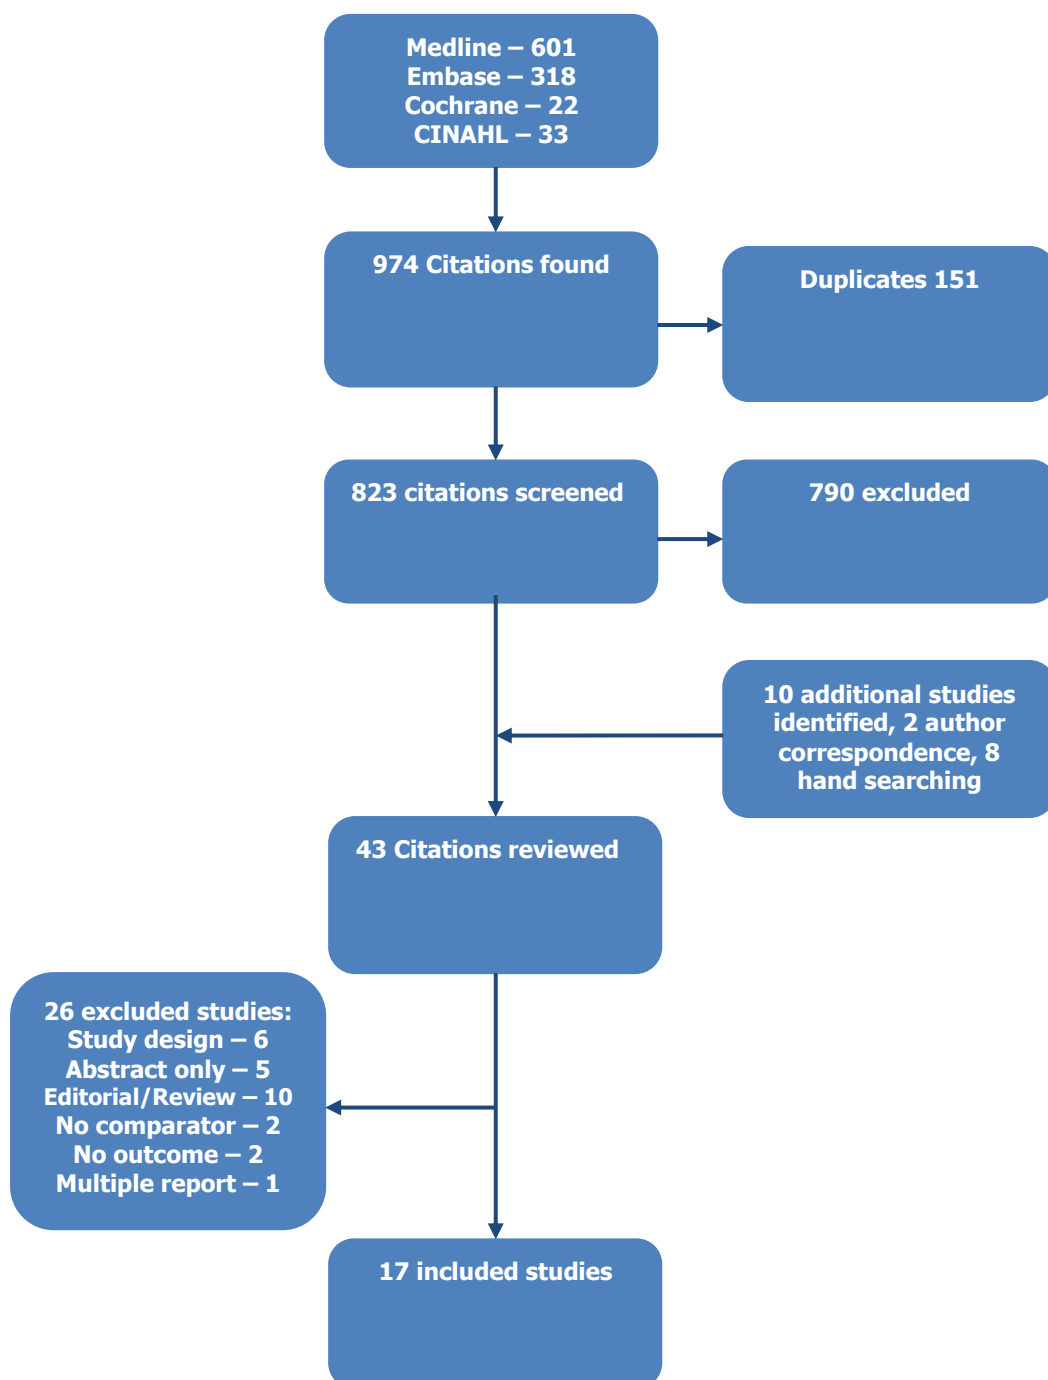 Medline – 601
Embase – 318
Cochrane – 22
CINAHL – 33
974 Citations found
Duplicates 151
823 citations screened
790 excluded
10 additional studies
identified, 2 author
correspondence, 8
hand searching
43 Citations reviewed
26 excluded studies:
Study design – 6
Abstract only – 5
Editorial/Review – 10
No comparator – 2
No outcome – 2
Multiple report – 1
17 included studies